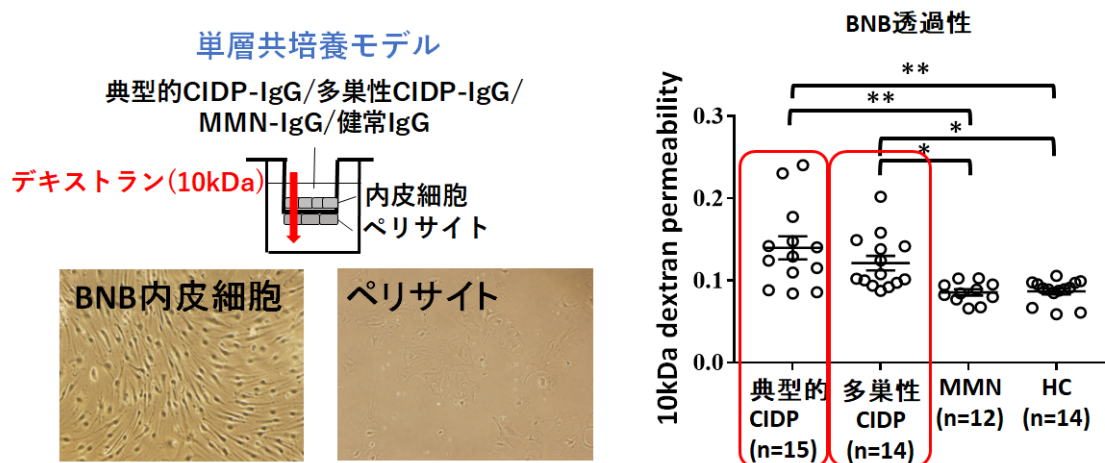 単層共培養モデル
典型的CIDP-IgG/多巣性CIDP-IgG/
MMN-IgG/健常IgG
デキストラン(10kDa)
内皮細胞
ペリサイト
BNB内皮細胞
ペリサイト
BNB透過性
**
**
*
*
10kDa dextran permeability
0.3
0.2
0.1
0.0
典型的
CIDP
(n=15)
多巣性
CIDP
(n=14)
MMN
(n=12)
HC
(n=14)